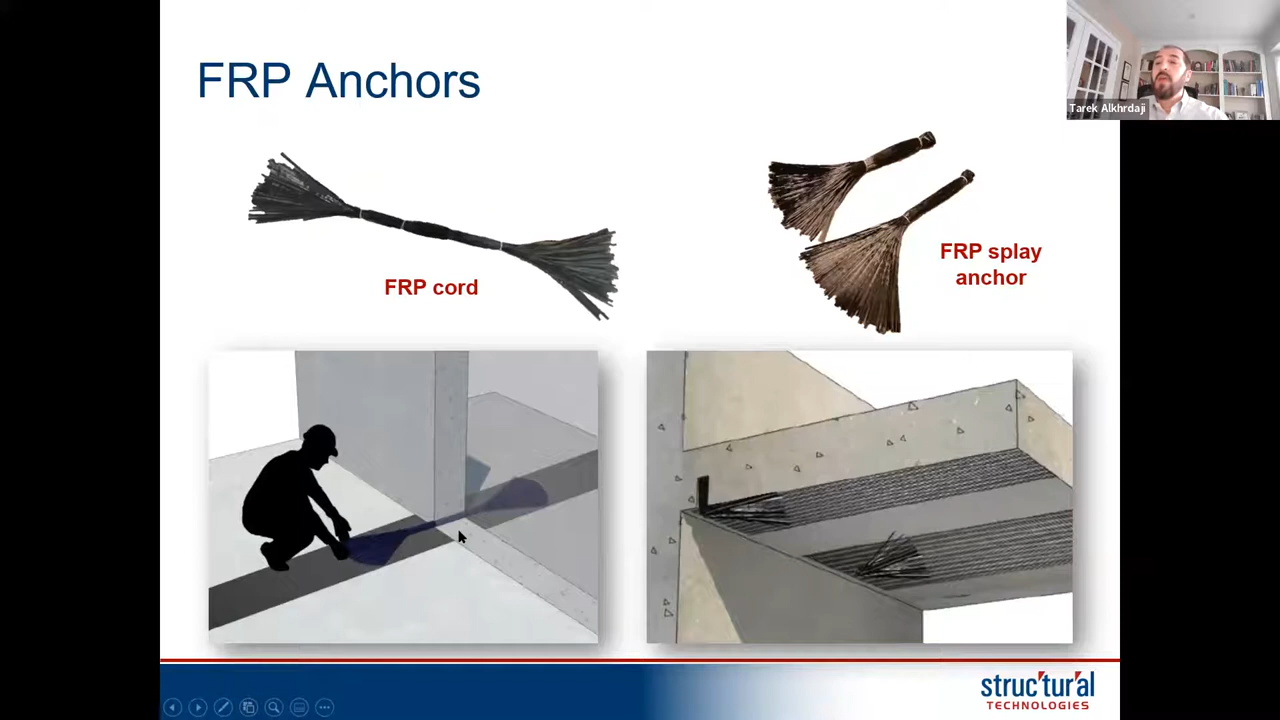 FRP Anchors
Tarek Alkhrdaji
FRP cord
FRP splay
anchor
structural
TECHNOLOGIES